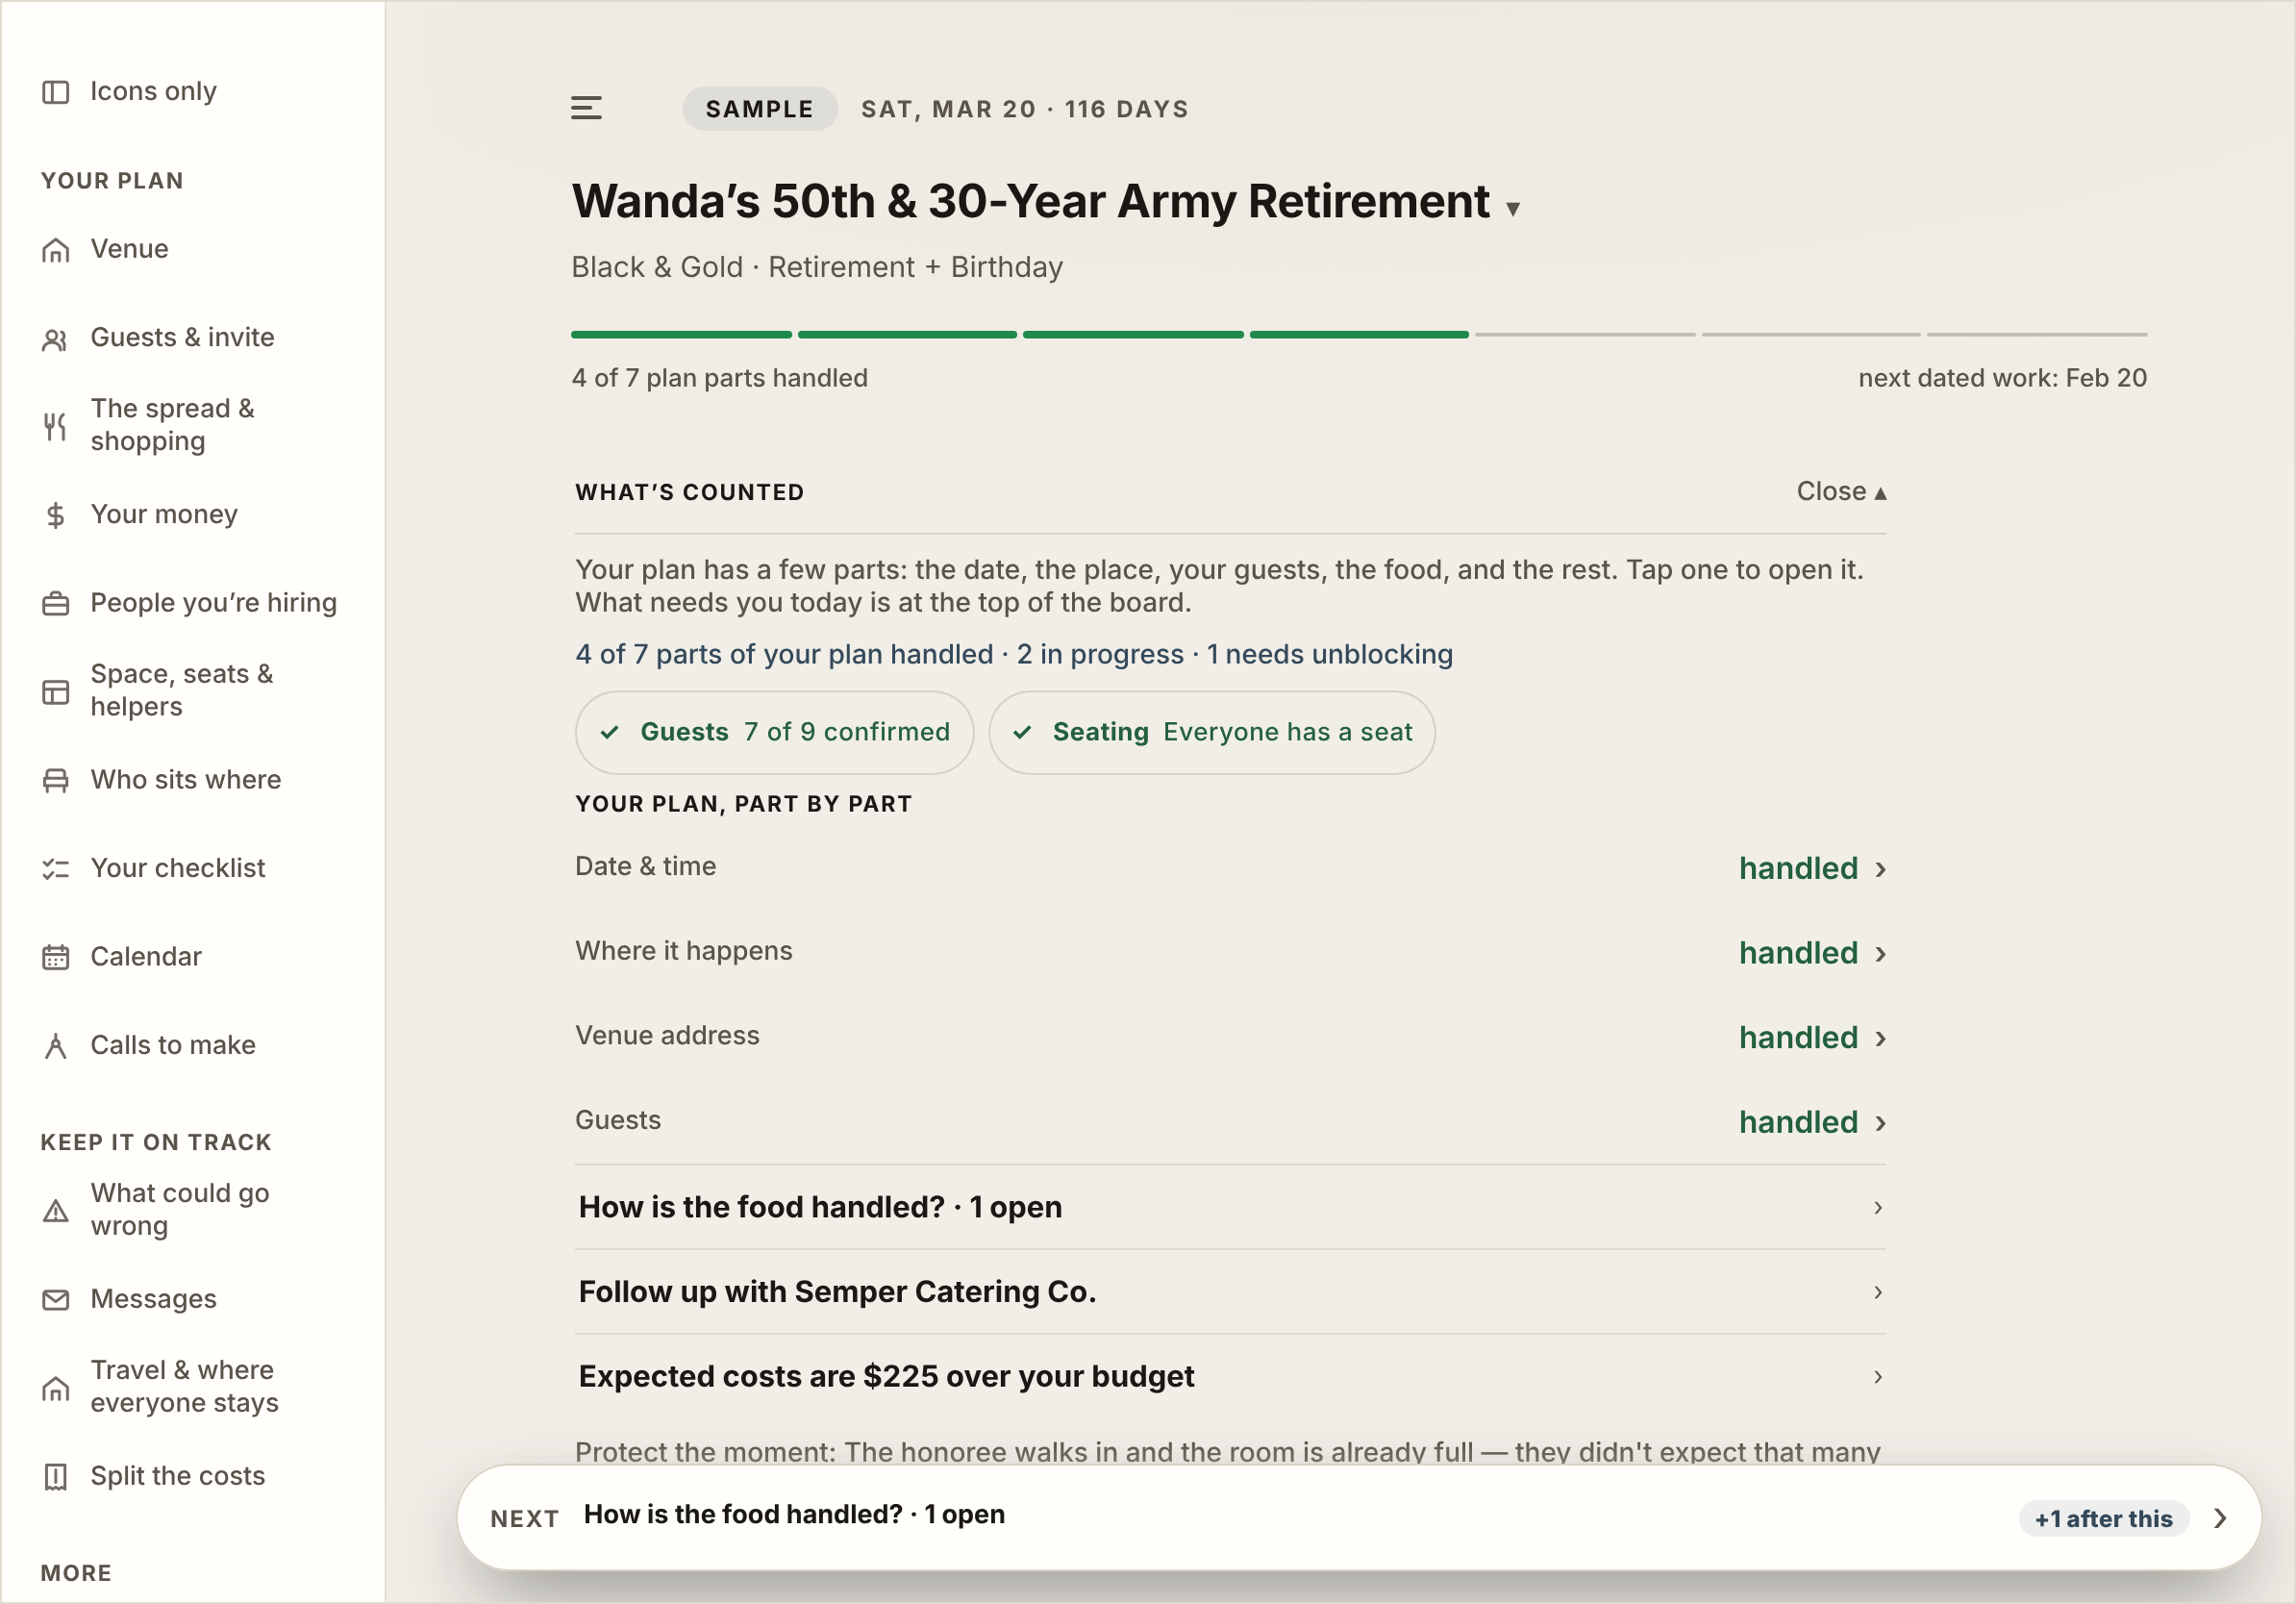 Icons only
YOUR PLAN
Venue
Guests & invite
The spread &
shopping
Your money
People you’re hiring
Space, seats &
helpers
Who sits where
Your checklist
Calendar
Calls to make
KEEP IT ON TRACK
What could go
wrong
Messages
Travel & where
everyone stays
Split the costs
MORE
SAMPLE SAT, MAR 20 · 116 DAYS
Wanda’s 50th & 30-Year Army Retirement ▾
Black & Gold · Retirement + Birthday
4 of 7 plan parts handled next dated work: Feb 20
WHAT’S COUNTED Close ▴
Your plan has a few parts: the date, the place, your guests, the food, and the rest. Tap one to open it.
What needs you today is at the top of the board.
4 of 7 parts of your plan handled · 2 in progress · 1 needs unblocking
✓ Guests 7 of 9 confirmed ✓ Seating Everyone has a seat
YOUR PLAN, PART BY PART
Date & time handled ›
Where it happens handled ›
Venue address handled ›
Guests handled ›
How is the food handled? · 1 open ›
Follow up with Semper Catering Co. ›
Expected costs are $225 over your budget ›
Protect the moment: The honoree walks in and the room is already full — they didn't expect that many
NEXT How is the food handled? · 1 open +1 after this ›